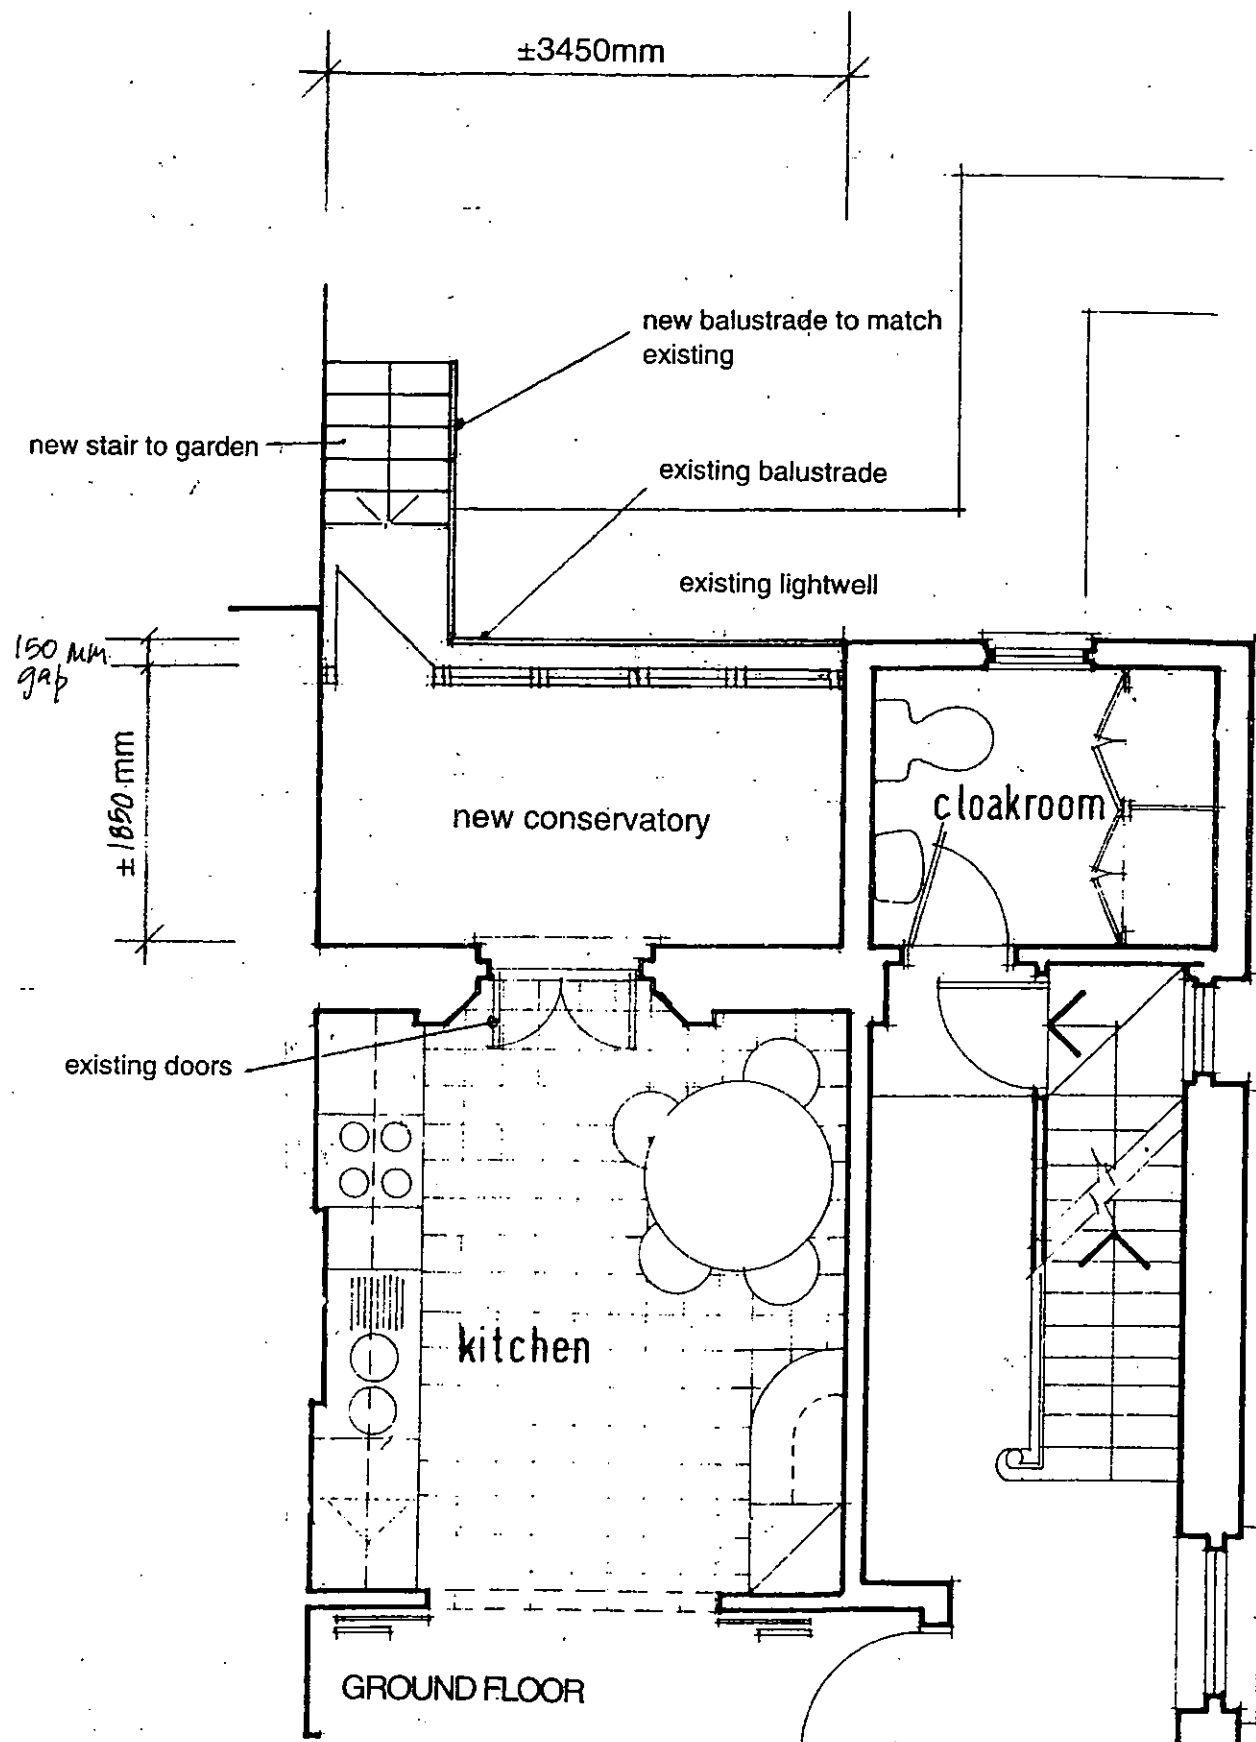 ±3450mm
new balustrade to match
existing
new stair to garden
existing balustrade
existing lightwell
150 mm
gap
±1850 mm
new conservatory
cloakroom
existing doors
kitchen
GROUND FLOOR